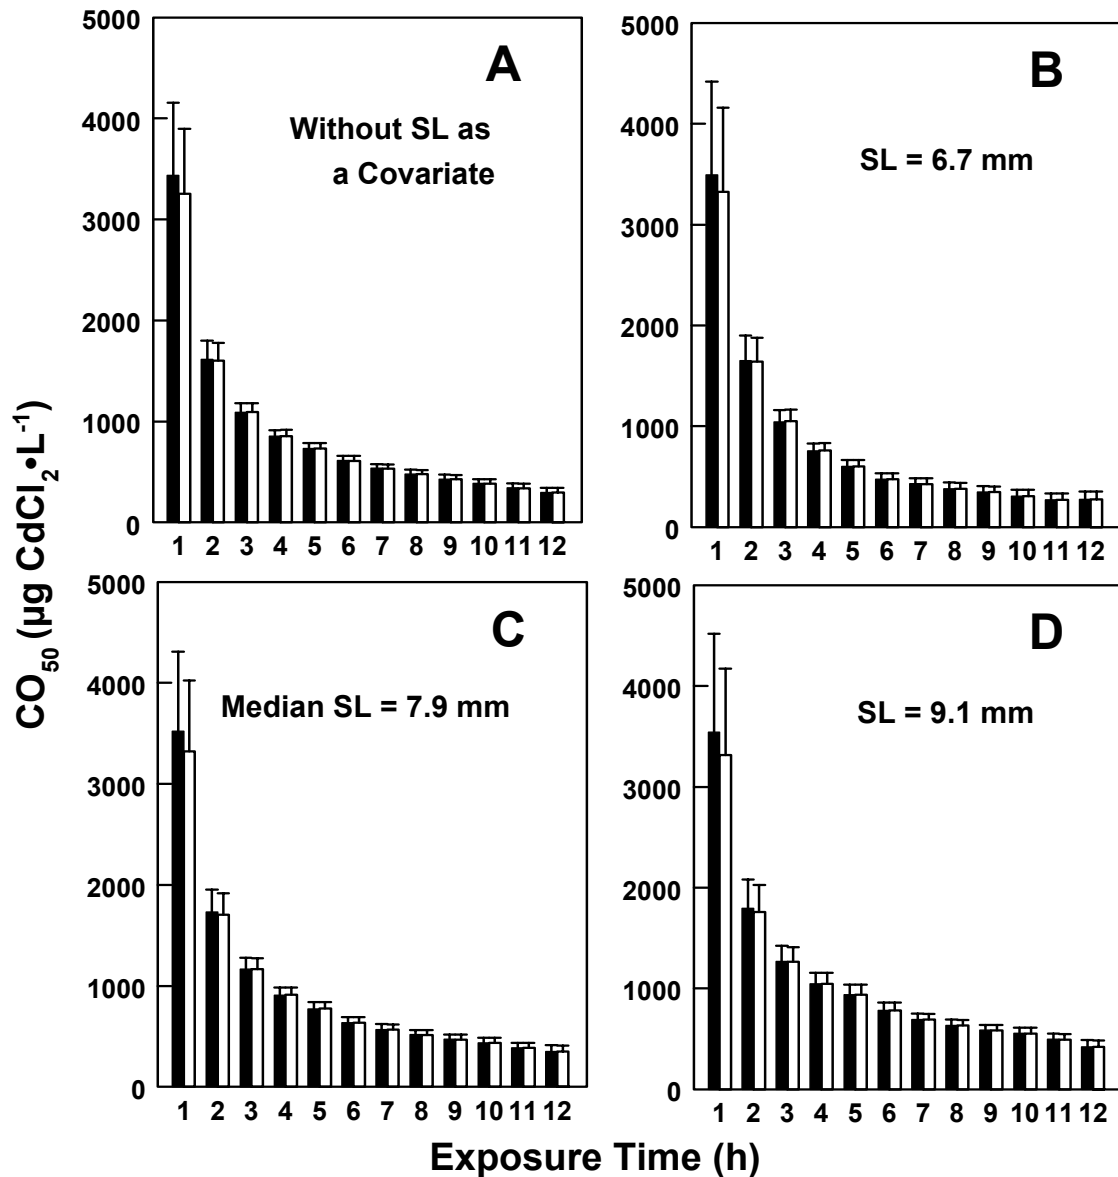 CO50 (µg CdCl2•L-1)
5000
4000
3000
2000
1000
0
A
Without SL as
a Covariate
1 2 3 4 5 6 7 8 9 10 11 12
5000
4000
3000
2000
1000
0
B
SL = 6.7 mm
1 2 3 4 5 6 7 8 9 10 11 12
5000
4000
3000
2000
1000
0
C
Median SL = 7.9 mm
1 2 3 4 5 6 7 8 9 10 11 12
5000
4000
3000
2000
1000
0
D
SL = 9.1 mm
1 2 3 4 5 6 7 8 9 10 11 12
Exposure Time (h)